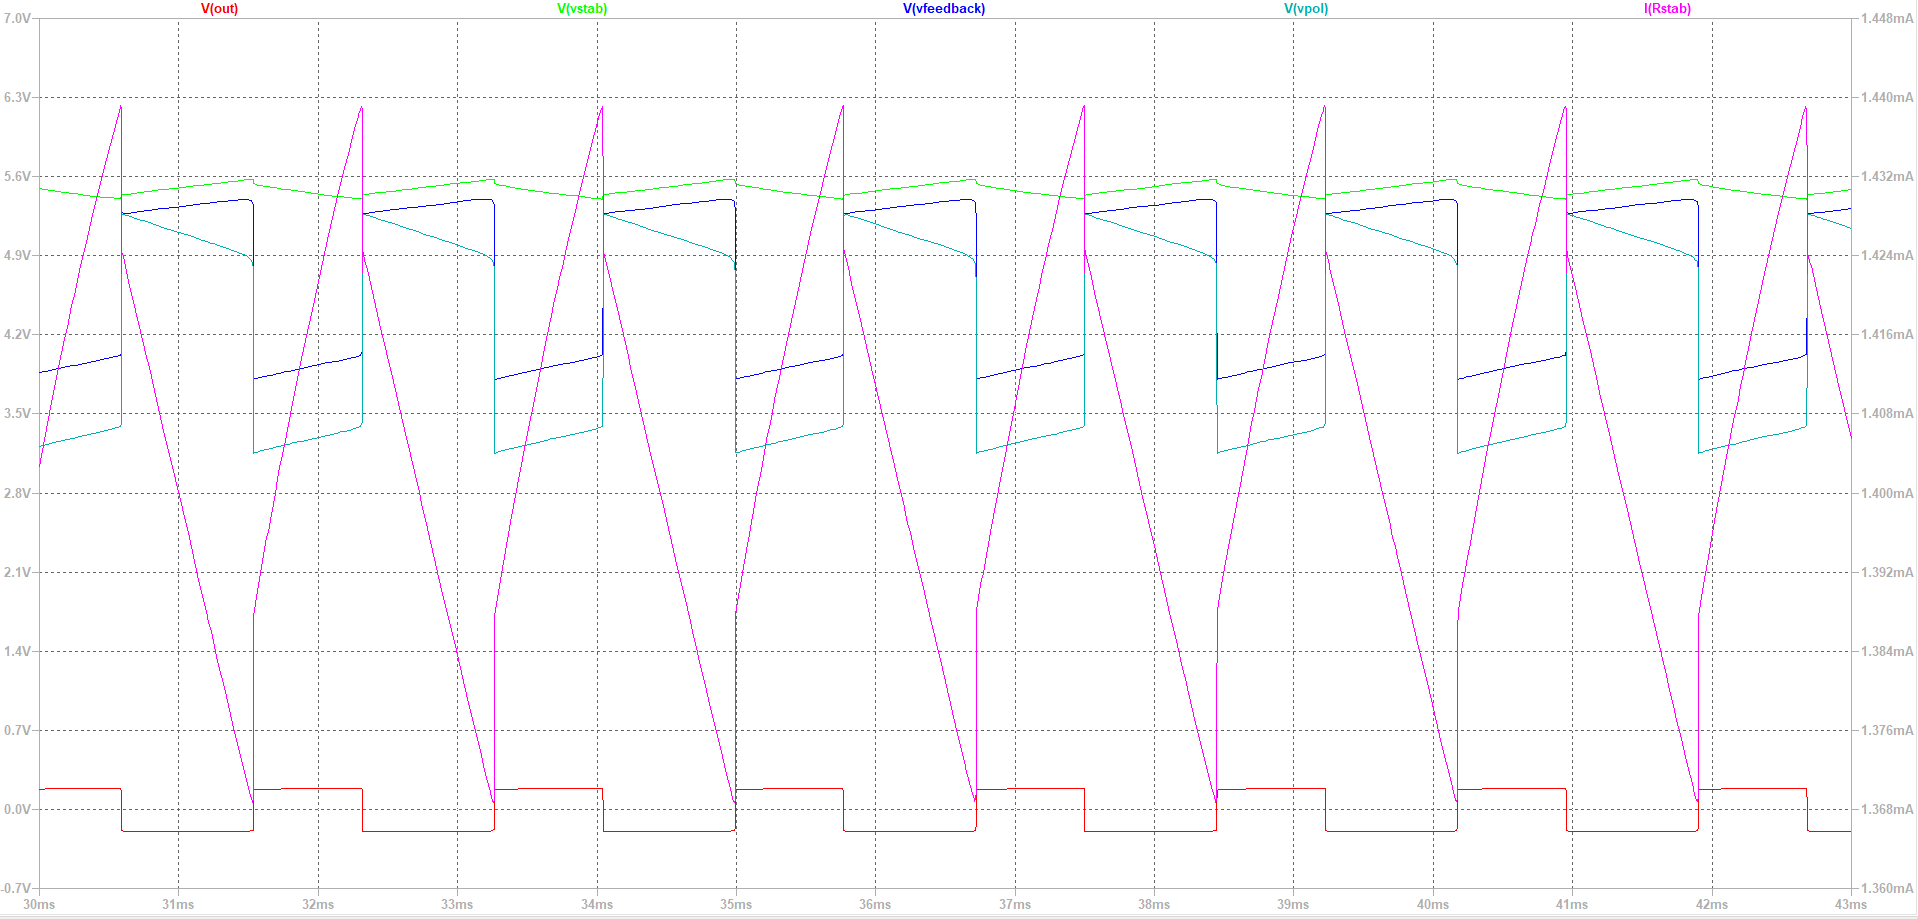 V(out) V(vstab) V(vfeedback) V(vpol) I(Rstab)
7.0V 1.448mA
6.3V 1.440mA
5.6V 1.432mA
4.9V 1.424mA
4.2V 1.416mA
3.5V 1.408mA
2.8V 1.400mA
2.1V 1.392mA
1.4V 1.384mA
0.7V 1.376mA
0.0V 1.368mA
-0.7V 1.360mA
30ms 31ms 32ms 33ms 34ms 35ms 36ms 37ms 38ms 39ms 40ms 41ms 42ms 43ms